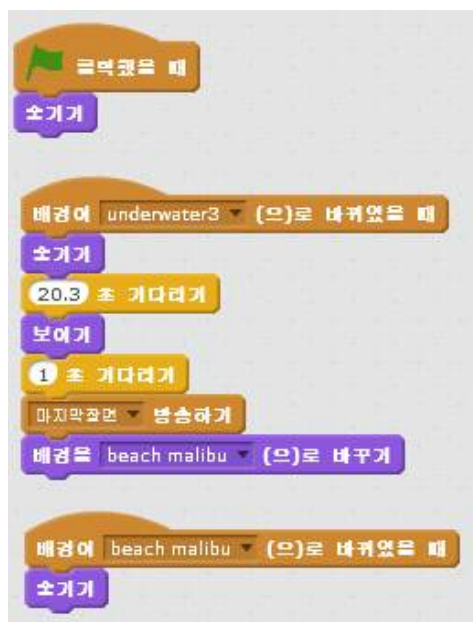 클릭했을 때
숨기기
배경이 underwater3 (으)로 바뀌었을 때
숨기기
20.3 초 기다리기
보이기
1 초 기다리기
마지막장면 방송하기
배경을 beach malibu (으)로 바꾸기
배경이 beach malibu (으)로 바뀌었을 때
숨기기